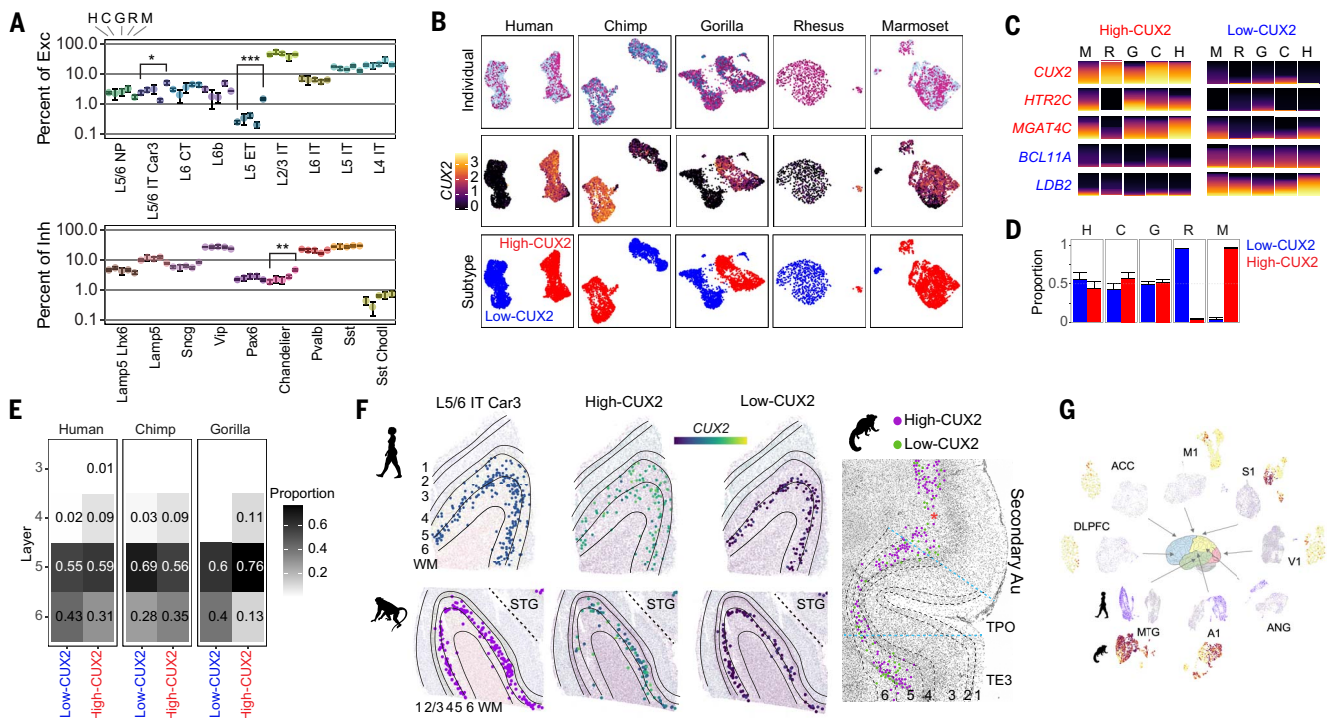 A
H C G R M
Percent of Exc
100.0
10.0
1.0
0.1
*
***
L5/6 NP
L5/6 IT Car3
L6 CT
L6b
L5 ET
L2/3 IT
L6 IT
L5 IT
L4 IT
Percent of Inh
100.0
10.0
1.0
0.1
**
Lamp5 Lhx6
Lamp5
Sncg
Vip
Pax6
Chandelier
Pvalb
Sst
Sst Chodl
B
Human Chimp Gorilla Rhesus Marmoset
Individual
CUX2
3
2
1
0
Subtype
High-CUX2
Low-CUX2
C
High-CUX2 Low-CUX2
M R G C H M R G C H
CUX2
HTR2C
MGAT4C
BCL11A
LDB2
D
H C G R M
Proportion
1
0.5
0
Low-CUX2
High-CUX2
E
Human Chimp Gorilla
Layer
3 0.01
4 0.02 0.09 0.03 0.09 0.11
5 0.55 0.59 0.69 0.56 0.6 0.76
6 0.43 0.31 0.28 0.35 0.4 0.13
Low-CUX2
High-CUX2
Low-CUX2
High-CUX2
Low-CUX2
High-CUX2
Proportion
0.6
0.4
0.2
F
L5/6 IT Car3 High-CUX2 Low-CUX2
CUX2
1
2
3
4
5
6
WM
STG STG STG
1 2/3 4 5 6 WM
High-CUX2
Low-CUX2
*
Secondary Au
TPO
TE3
6 5 4 3 2 1
G
M1
ACC S1
DLPFC
V1
MTG A1 ANG